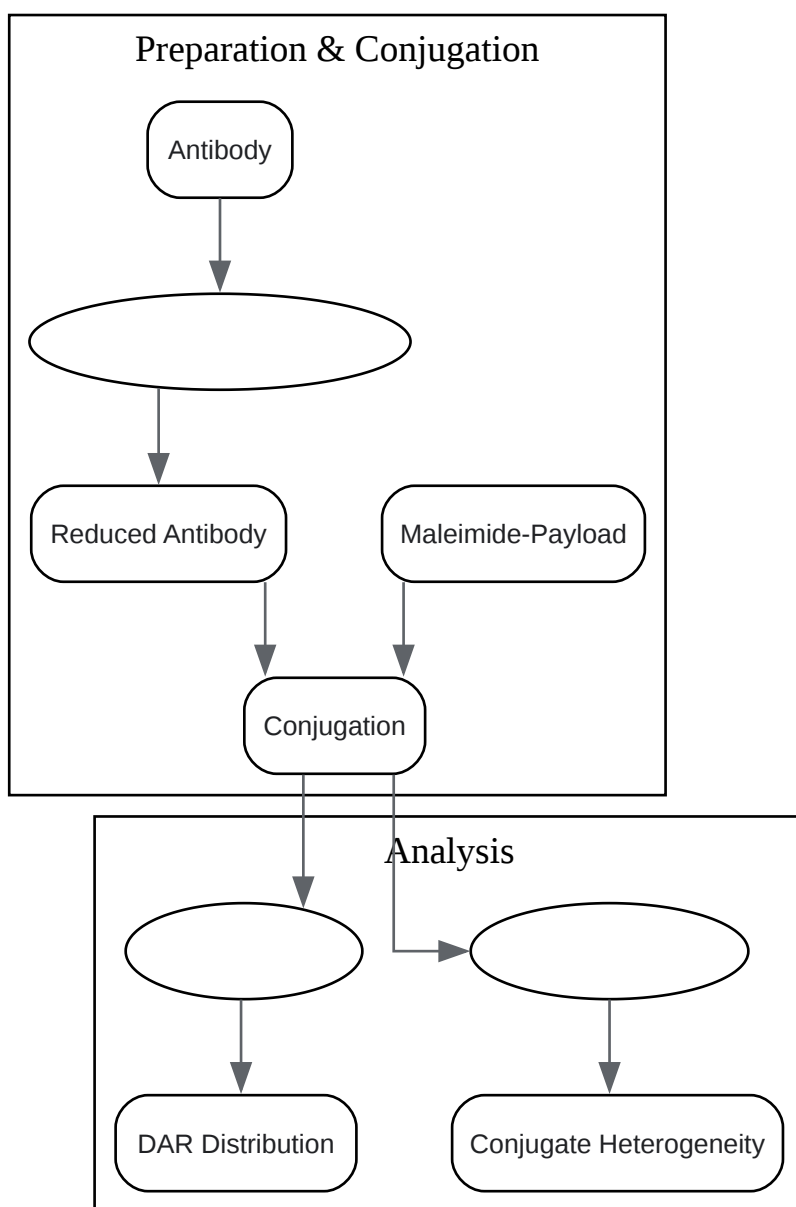 Preparation & Conjugation
Antibody
Reduced Antibody
Maleimide-Payload
Conjugation
Analysis
DAR Distribution
Conjugate Heterogeneity